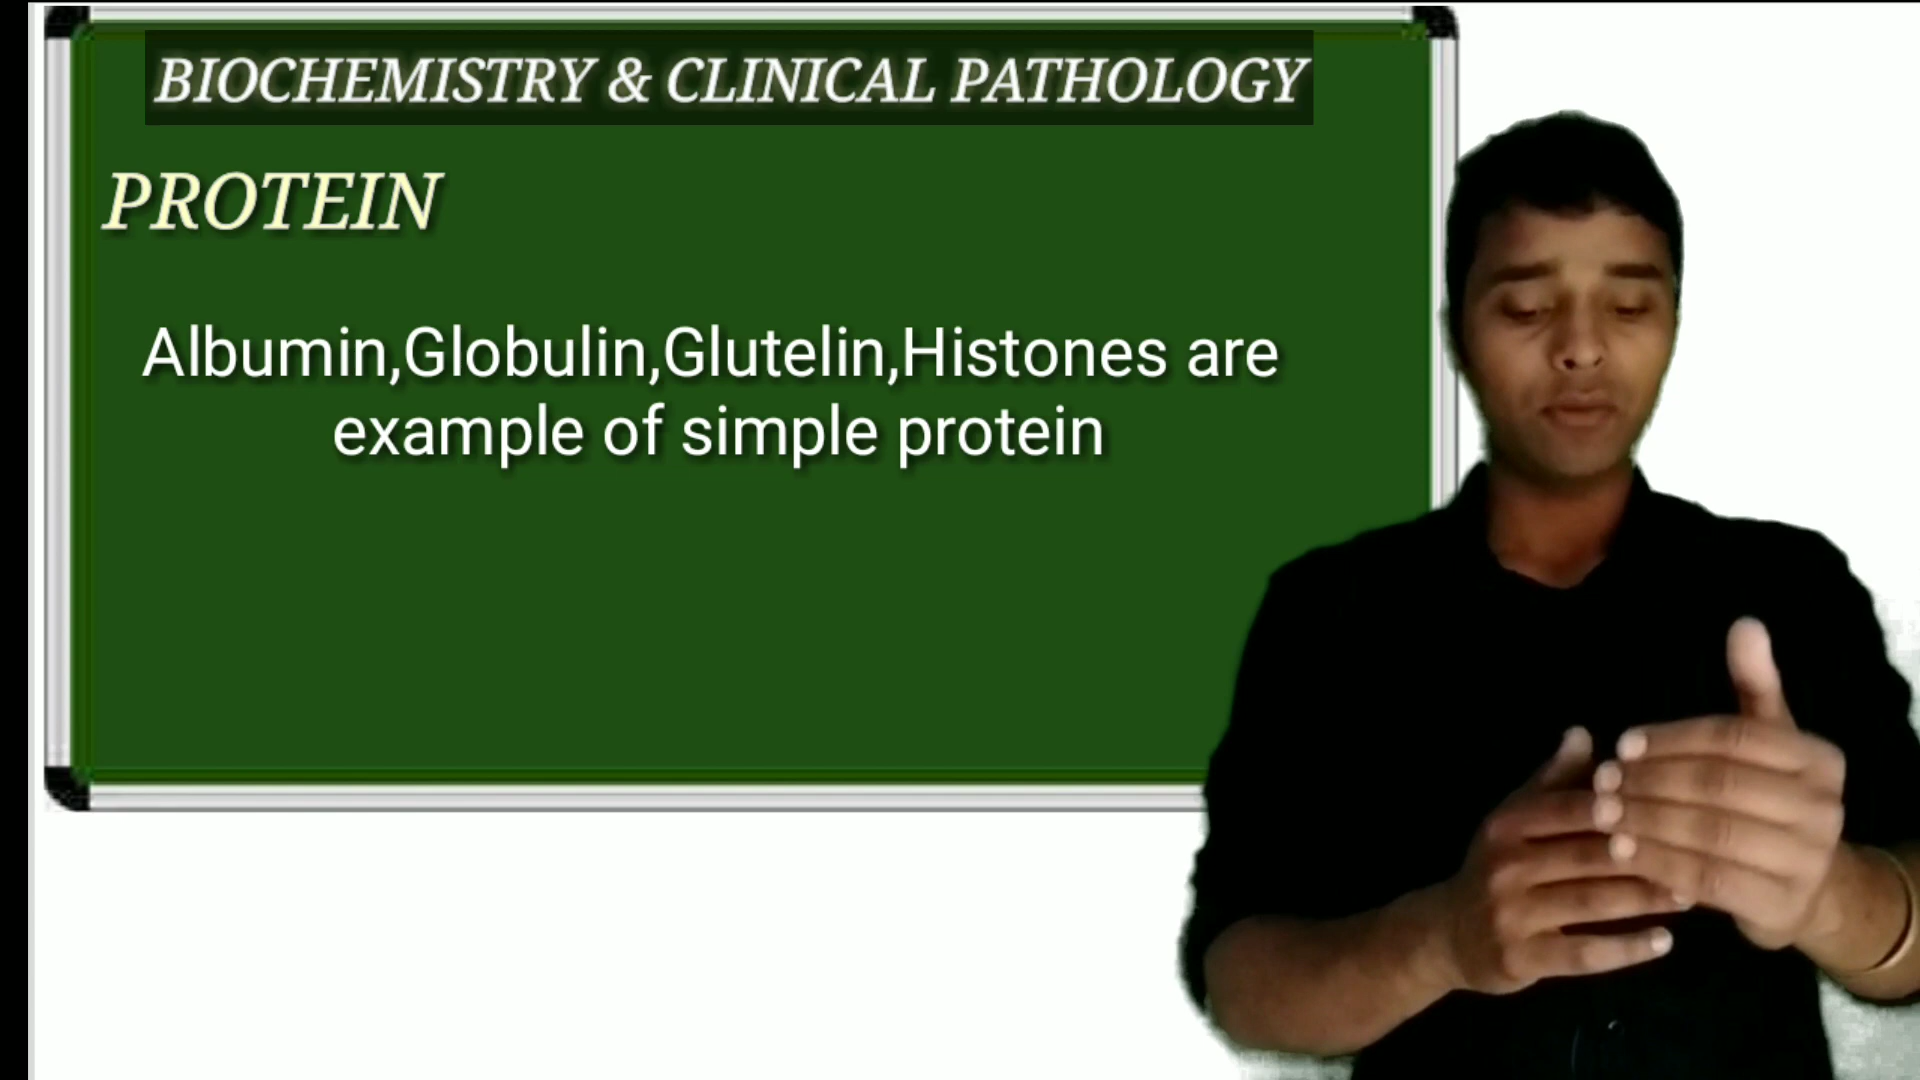 BIOCHEMISTRY & CLINICAL PATHOLOGY
PROTEIN
Albumin,Globulin,Glutelin,Histones are
example of simple protein